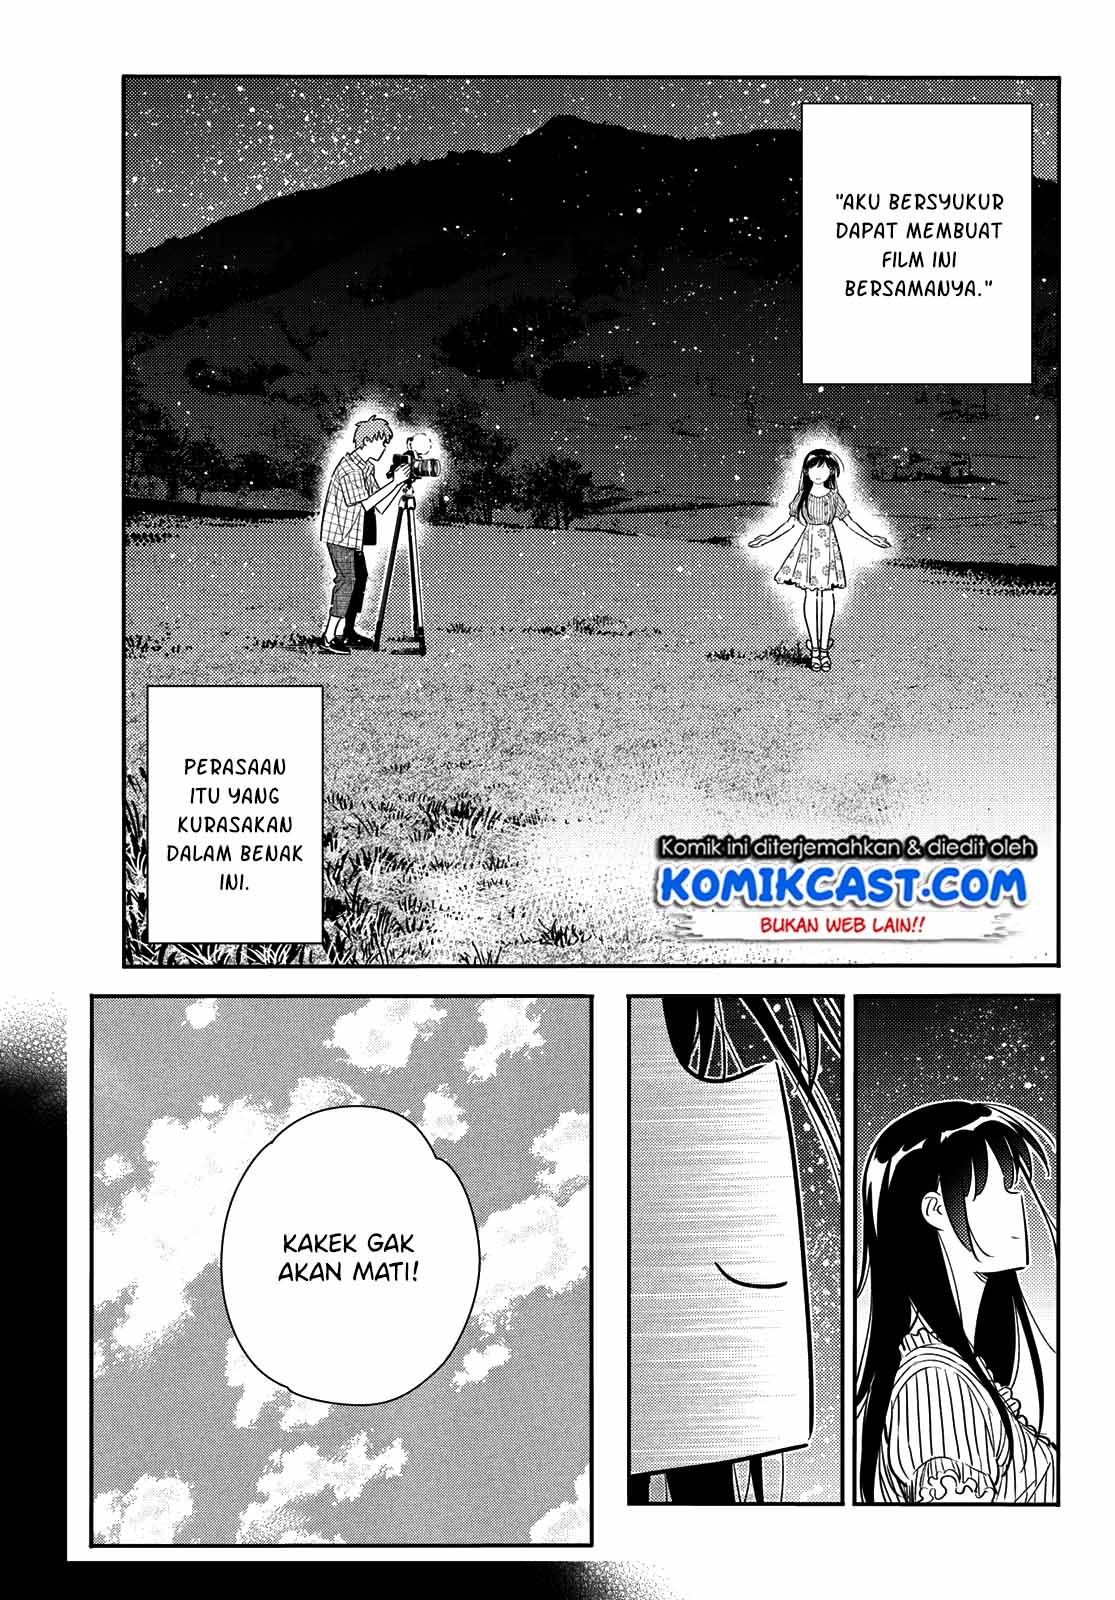 "AKU BERSYUKUR
DAPAT MEMBUAT
FILM INI
BERSAMANYA."
PERASAAN
ITU YANG
KURASAKAN
DALAM BENAK
INI.
Komik ini diterjemahkan & diedit oleh
KOMIKCAST.COM
BUKAN WEB LAIN!!
KAKEK GAK
AKAN MATI!